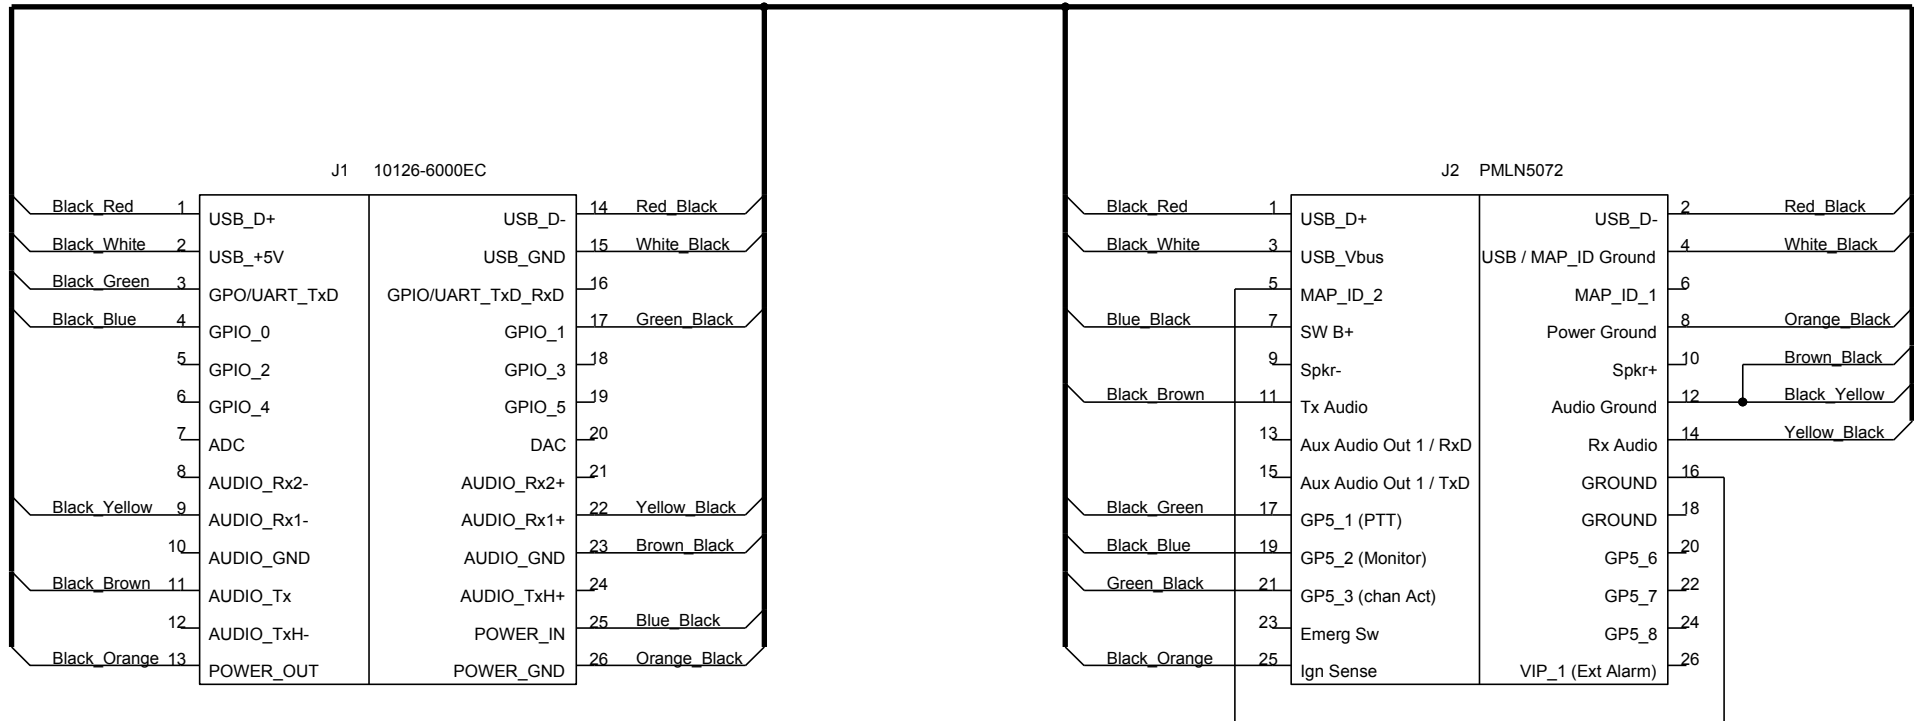 J1 10126-6000EC
Black_Red 1 USB_D+ USB_D- 14 Red_Black
Black_White 2 USB_+5V USB_GND 15 White_Black
Black_Green 3 GPO/UART_TxD GPIO/UART_TxD_RxD 16
Black_Blue 4 GPIO_0 GPIO_1 17 Green_Black
5 GPIO_2 GPIO_3 18
6 GPIO_4 GPIO_5 19
7 ADC DAC 20
8 AUDIO_Rx2- AUDIO_Rx2+ 21
Black_Yellow 9 AUDIO_Rx1- AUDIO_Rx1+ 22 Yellow_Black
10 AUDIO_GND AUDIO_GND 23 Brown_Black
Black_Brown 11 AUDIO_Tx AUDIO_TxH+ 24
12 AUDIO_TxH- POWER_IN 25 Blue_Black
Black_Orange 13 POWER_OUT POWER_GND 26 Orange_Black
J2 PMLN5072
Black_Red 1 USB_D+ USB_D- 2 Red_Black
Black_White 3 USB_Vbus USB / MAP_ID Ground 4 White_Black
5 MAP_ID_2 MAP_ID_1 6
Blue_Black 7 SW B+ Power Ground 8 Orange_Black
9 Spkr- Spkr+ 10 Brown_Black
Black_Brown 11 Tx Audio Audio Ground 12 Black_Yellow
13 Aux Audio Out 1 / RxD Rx Audio 14 Yellow_Black
15 Aux Audio Out 1 / TxD GROUND 16
Black_Green 17 GP5_1 (PTT) GROUND 18
Black_Blue 19 GP5_2 (Monitor) GP5_6 20
Green_Black 21 GP5_3 (chan Act) GP5_7 22
23 Emerg Sw GP5_8 24
Black_Orange 25 Ign Sense VIP_1 (Ext Alarm) 26